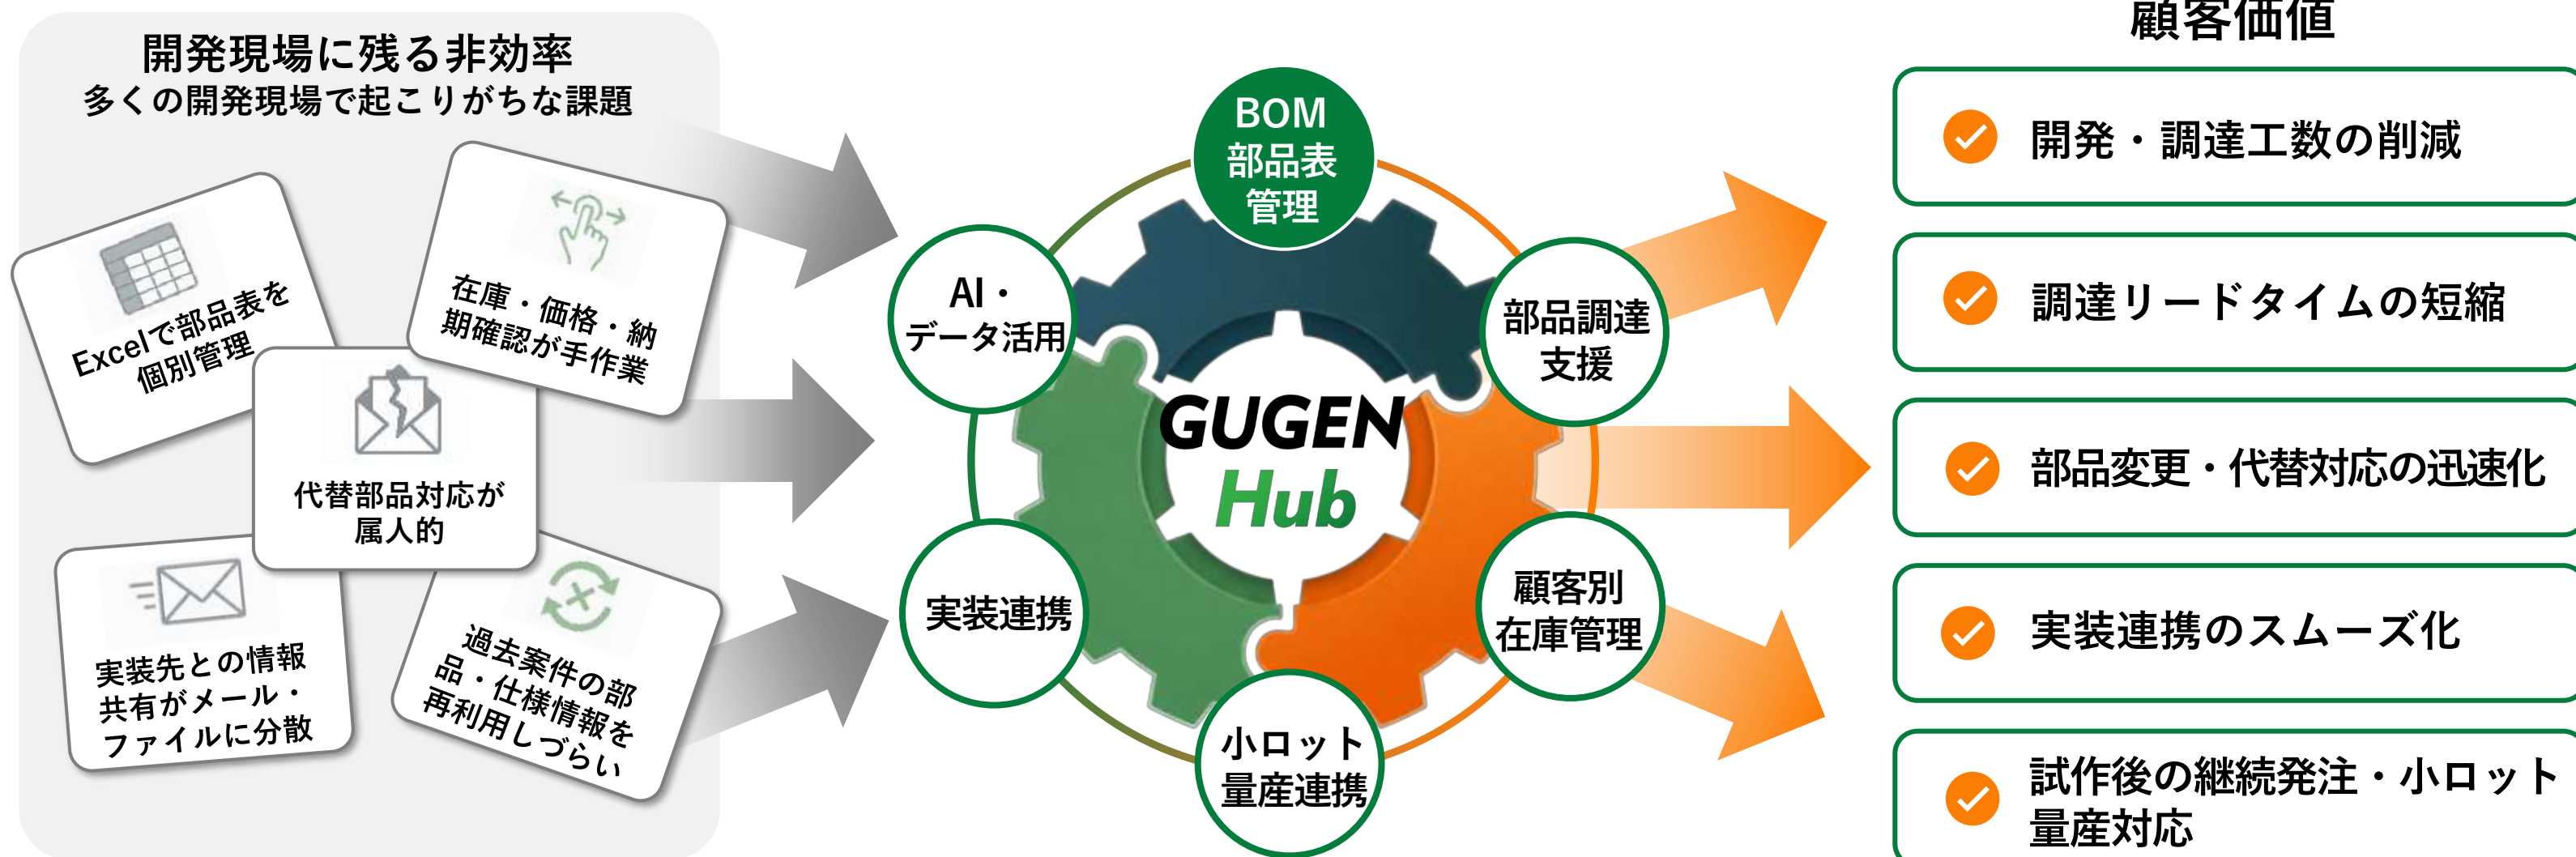 開発現場に残る非効率
多くの開発現場で起こりがちな課題
Excelで部品表を
個別管理
在庫・価格・納
期確認が手作業
代替部品対応が
属人的
実装先との情報
共有がメール・
ファイルに分散
過去案件の部
品・仕様情報を
再利用しづらい
BOM
部品表
管理
AI・
データ活用
部品調達
支援
GUGEN
Hub
実装連携
顧客別
在庫管理
小ロット
量産連携
顧客価値
開発・調達工数の削減
調達リードタイムの短縮
部品変更・代替対応の迅速化
実装連携のスムーズ化
試作後の継続発注・小ロット
量産対応